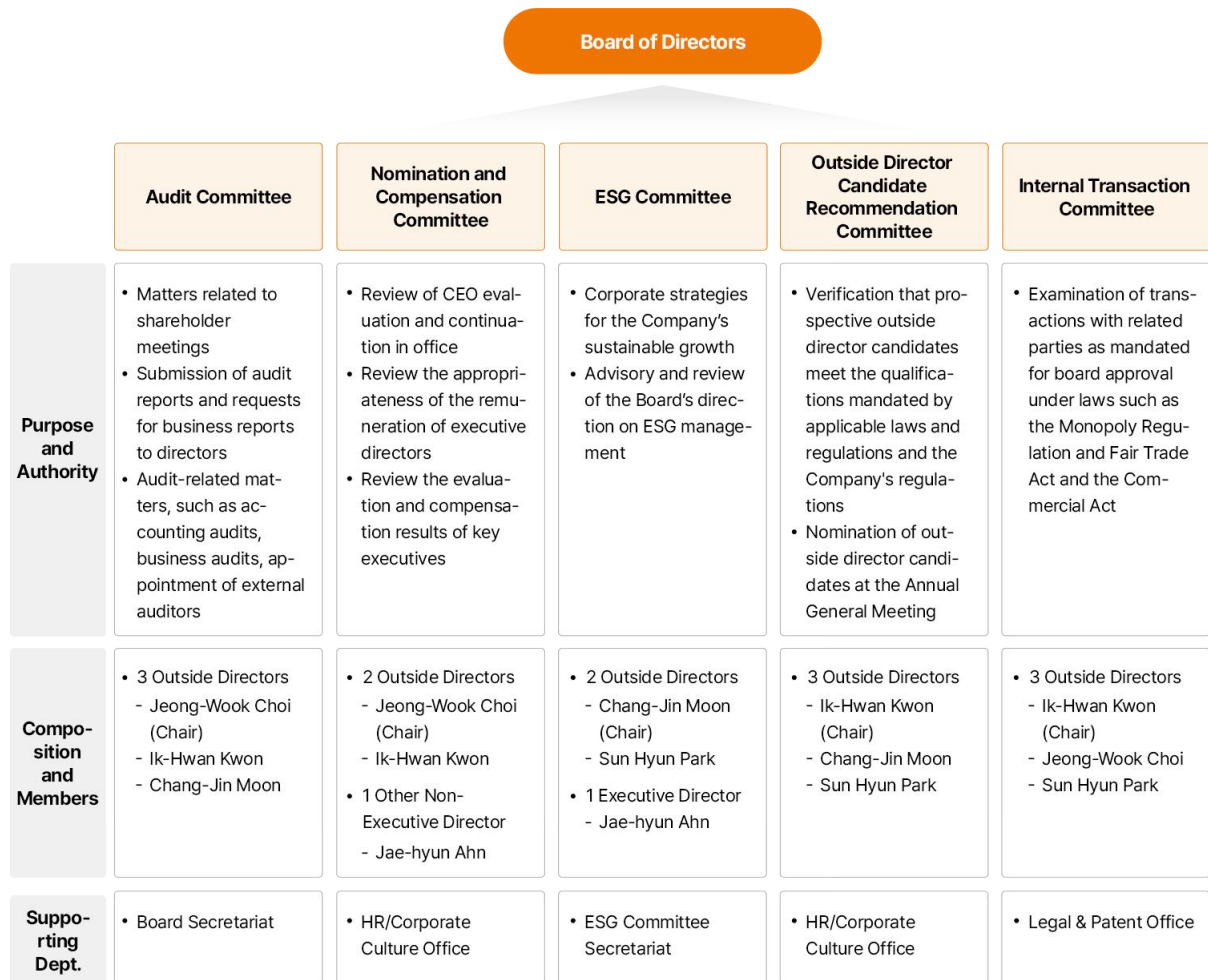 Board of Directors
Audit Committee
Nomination and
Compensation
Committee
ESG Committee
Outside Director
Candidate
Recommendation
Committee
Internal Transaction
Committee
Purpose
and
Authority
• Matters related to
shareholder
meetings
• Submission of audit
reports and requests
for business reports
to directors
• Audit-related mat-
ters, such as ac-
counting audits,
business audits, ap-
pointment of external
auditors
• Review of CEO eval-
uation and continua-
tion in office
• Review the appropri-
ateness of the remu-
neration of executive
directors
• Review the evalua-
tion and compensa-
tion results of key
executives
• Corporate strategies
for the Company’s
sustainable growth
• Advisory and review
of the Board’s direc-
tion on ESG manage-
ment
• Verification that pro-
spective outside
director candidates
meet the qualifica-
tions mandated by
applicable laws and
regulations and the
Company's regula-
tions
• Nomination of out-
side director candi-
dates at the Annual
General Meeting
• Examination of trans-
actions with related
parties as mandated
for board approval
under laws such as
the Monopoly Regu-
lation and Fair Trade
Act and the Com-
mercial Act
Compo-
sition
and
Members
• 3 Outside Directors
- Jeong-Wook Choi
(Chair)
- Ik-Hwan Kwon
- Chang-Jin Moon
• 2 Outside Directors
- Jeong-Wook Choi
(Chair)
- Ik-Hwan Kwon
• 1 Other Non-
Executive Director
- Jae-hyun Ahn
• 2 Outside Directors
- Chang-Jin Moon
(Chair)
- Sun Hyun Park
• 1 Executive Director
- Jae-hyun Ahn
• 3 Outside Directors
- Ik-Hwan Kwon
(Chair)
- Chang-Jin Moon
- Sun Hyun Park
• 3 Outside Directors
- Ik-Hwan Kwon
(Chair)
- Jeong-Wook Choi
- Sun Hyun Park
Suppo-
rting
Dept.
• Board Secretariat
• HR/Corporate
Culture Office
• ESG Committee
Secretariat
• HR/Corporate
Culture Office
• Legal & Patent Office